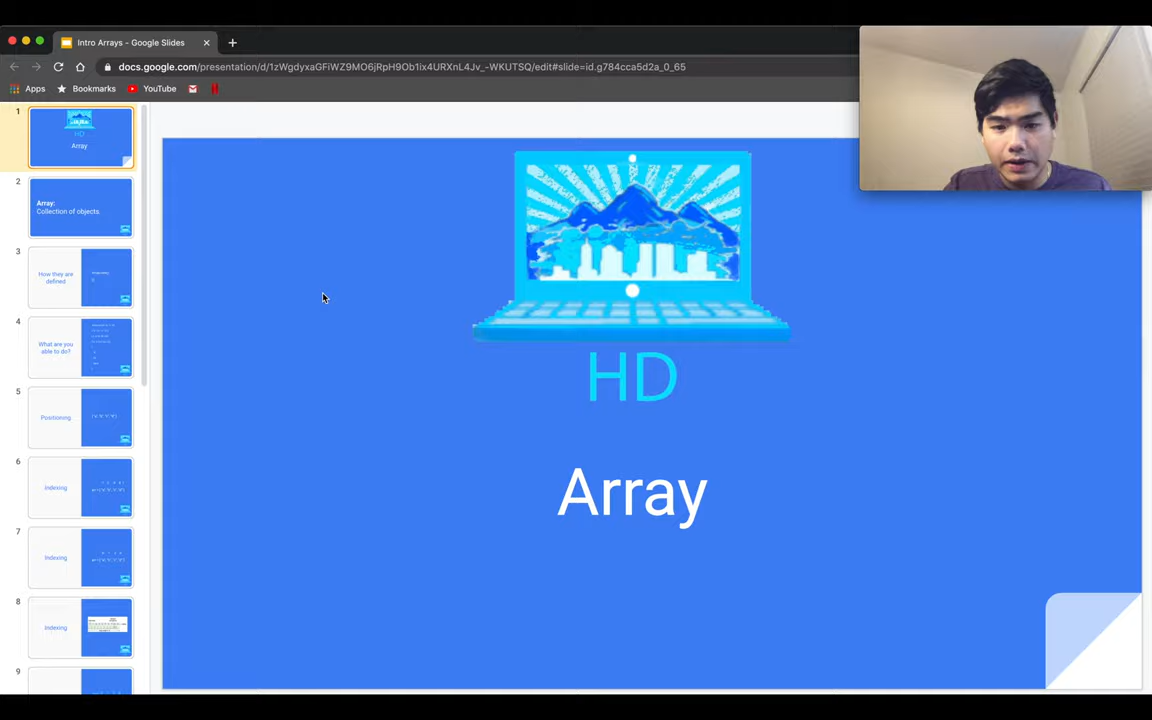 Intro Arrays - Google Slides
docs.google.com/presentation/d/1zWgdyxaGFiWZ9MO6jRpH9Ob1ix4URXnL4Jv_-WKUTSQ/edit#slide=id.g784cca5d2a_0_65
Apps
Bookmarks
YouTube
1
HD
Array
2
Array:
Collection of objects.
3
How they are
defined
4
What are you
able to do?
5
Positioning
6
Indexing
7
Indexing
8
Indexing
9
HD
Array